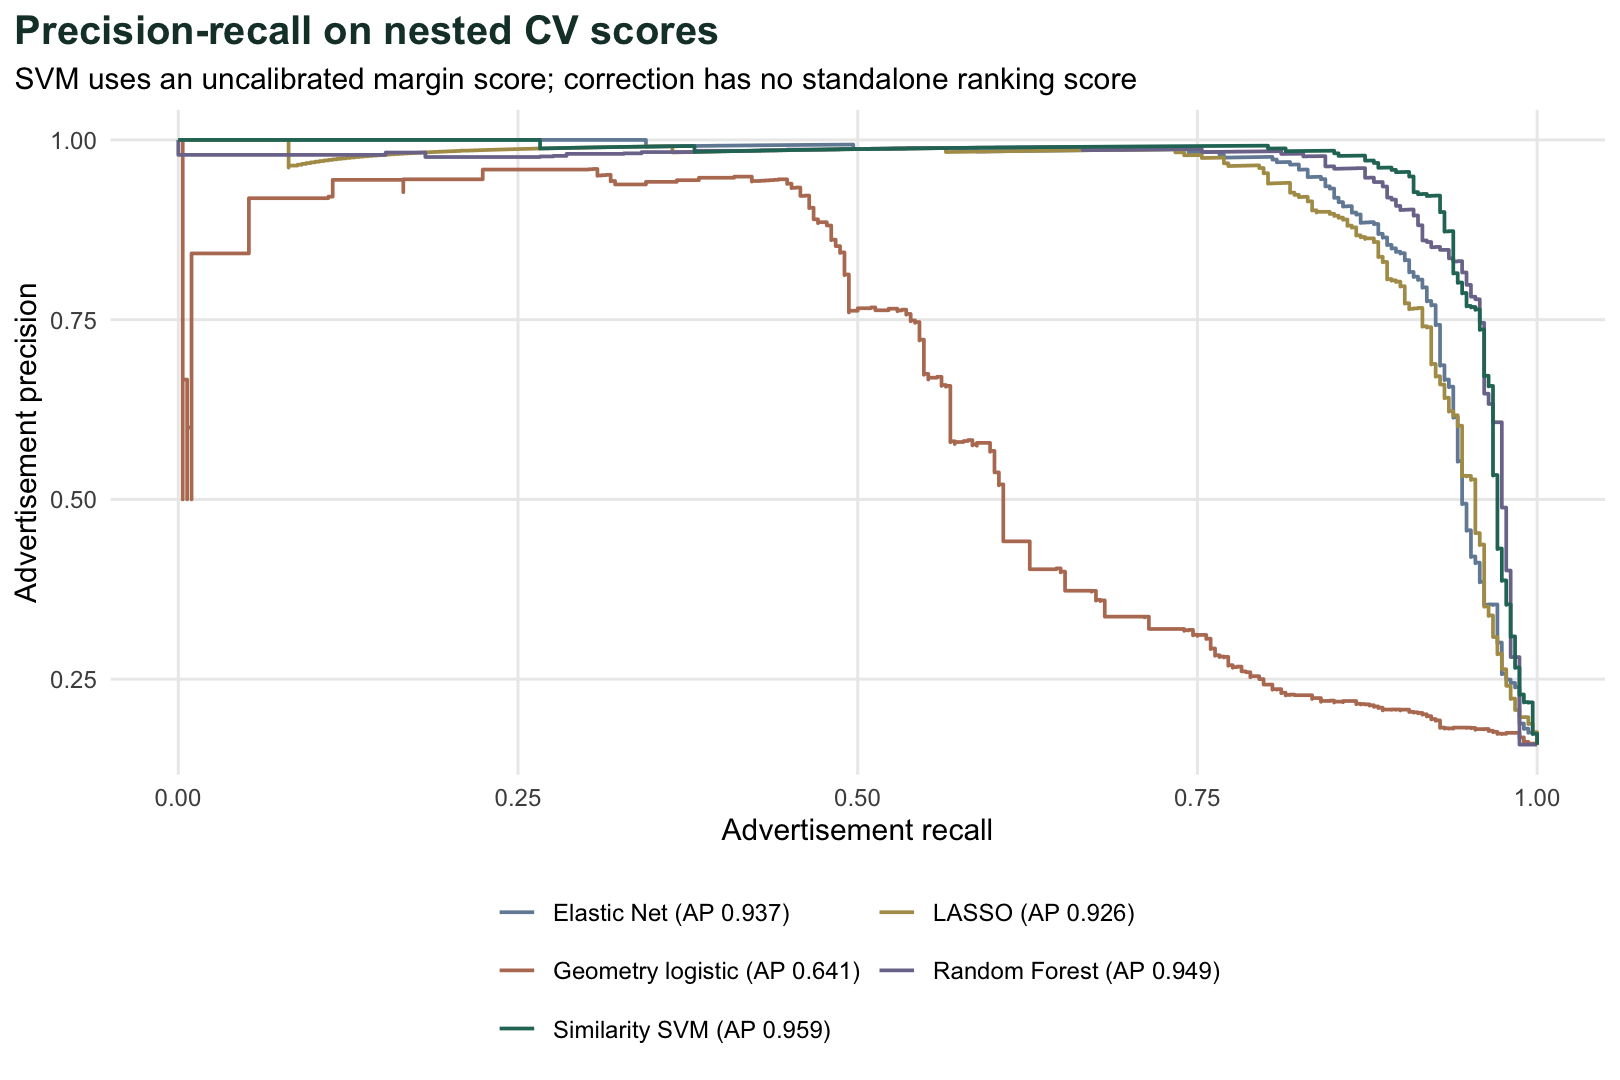 Precision-recall on nested CV scores
SVM uses an uncalibrated margin score; correction has no standalone ranking score
1.00
0.75
0.50
0.25
Advertisement precision
0.00
0.25
0.50
0.75
1.00
Advertisement recall
Elastic Net (AP 0.937)
LASSO (AP 0.926)
Geometry logistic (AP 0.641)
Random Forest (AP 0.949)
Similarity SVM (AP 0.959)